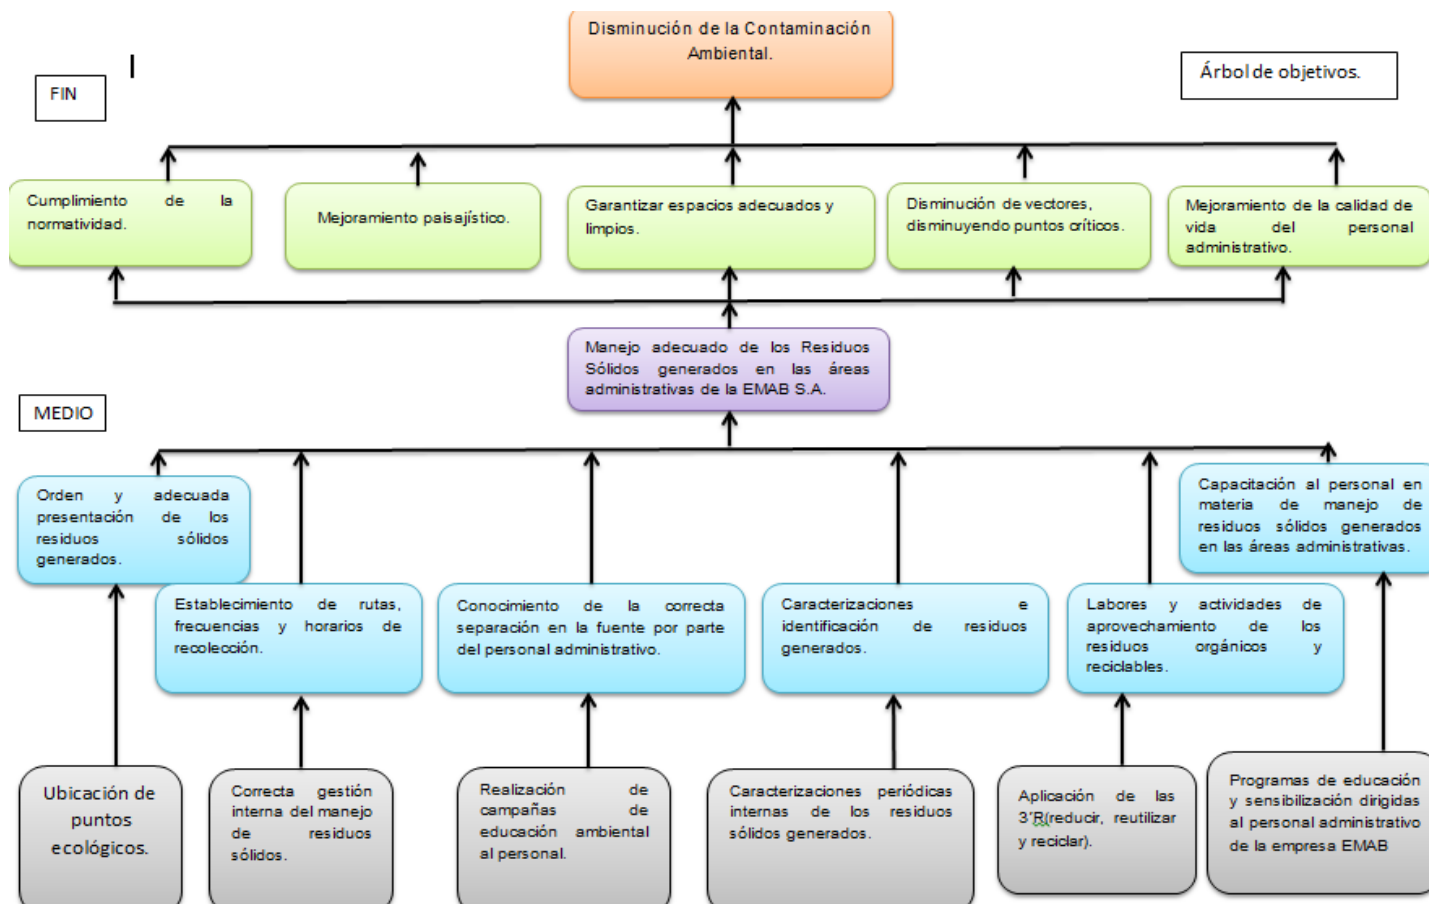 Disminución de la Contaminación
Ambiental.
FIN
Árbol de objetivos.
Cumplimiento de la
normatividad.
Mejoramiento paisajístico.
Garantizar espacios adecuados y
limpios.
Disminución de vectores,
disminuyendo puntos críticos.
Mejoramiento de la calidad de
vida del personal
administrativo.
Manejo adecuado de los Residuos
Sólidos generados en las áreas
administrativas de la EMAB S.A.
MEDIO
Orden y adecuada
presentación de los
residuos sólidos
generados.
Capacitación al personal en
materia de manejo de
residuos sólidos generados
en las áreas administrativas.
Establecimiento de rutas,
frecuencias y horarios de
recolección.
Conocimiento de la correcta
separación en la fuente por parte
del personal administrativo.
Caracterizaciones e
identificación de residuos
generados.
Labores y actividades de
aprovechamiento de los
residuos orgánicos y
reciclables.
Ubicación de
puntos
ecológicos.
Correcta gestión
interna del manejo
de residuos
sólidos.
Realización de
campañas de
educación ambiental
al personal.
Caracterizaciones periódicas
internas de los residuos
sólidos generados.
Aplicación de las
3´R(reducir, reutilizar
y reciclar).
Programas de educación
y sensibilización dirigidas
al personal administrativo
de la empresa EMAB